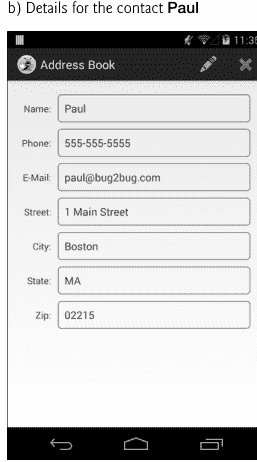 b) Details for the contact Paul
11:35
Address Book
Name: Paul
Phone: 555-555-5555
E-Mail: paul@bug2bug.com
Street: 1 Main Street
City: Boston
State: MA
Zip: 02215